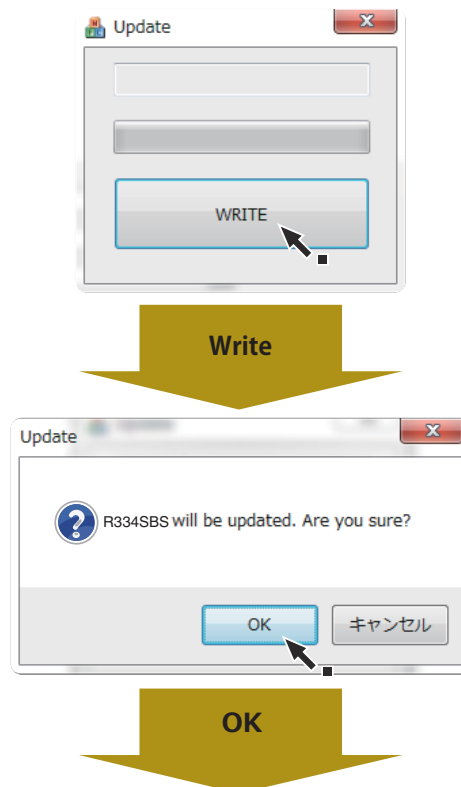 Update
WRITE
Write
Update
R334SBS will be updated. Are you sure?
OK
キャンセル
OK